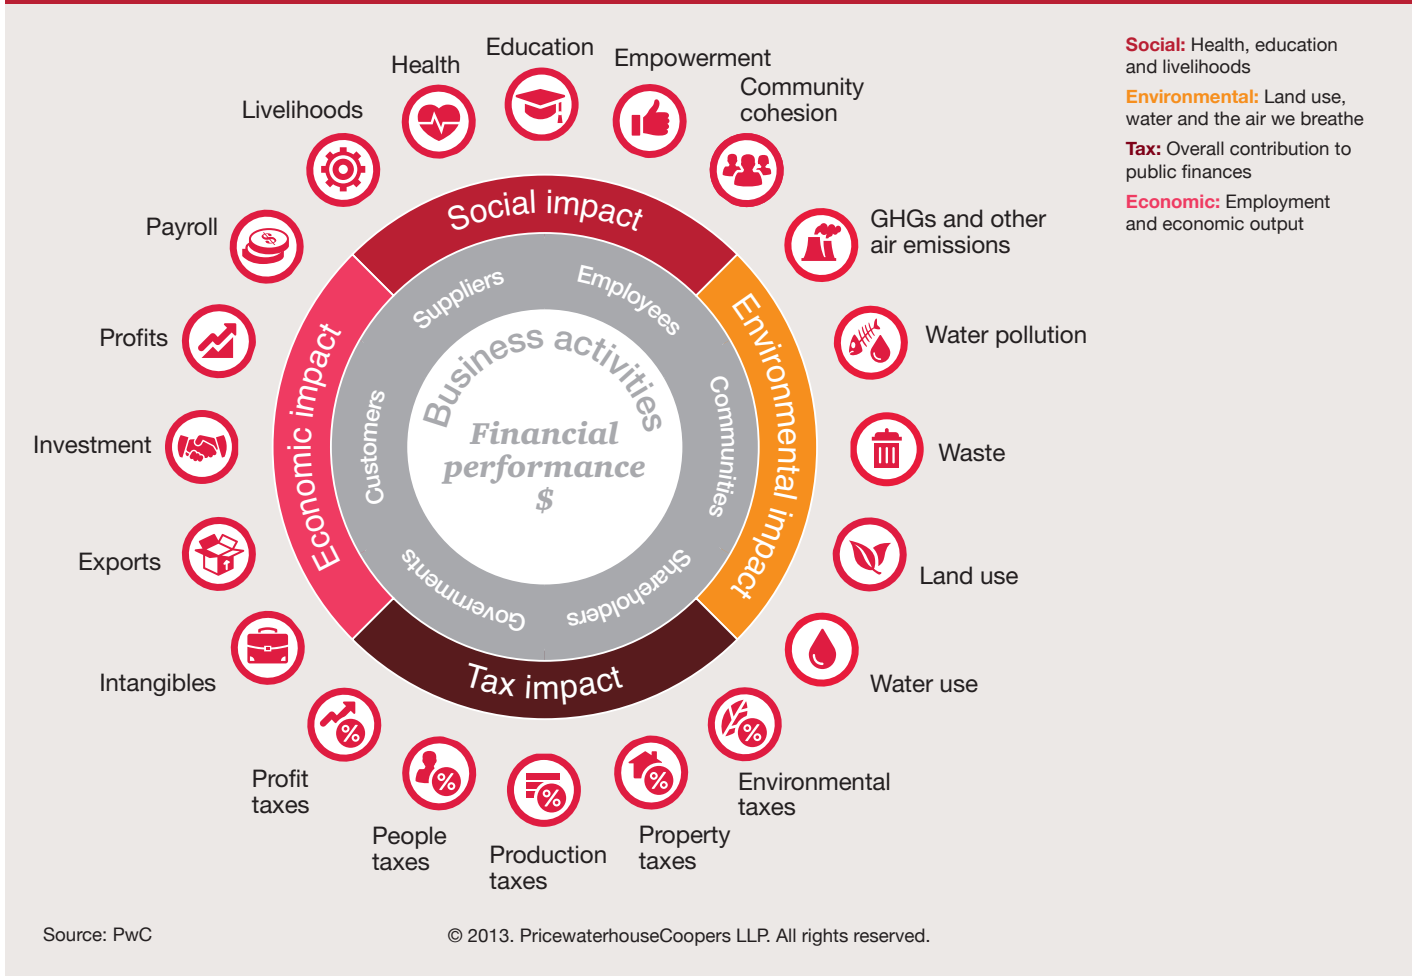 Education
Empowerment
Health
Community
cohesion
Livelihoods
GHGs and other
air emissions
Payroll
Water pollution
Profits
Investment
Waste
Exports
Land use
Intangibles
Water use
Profit
taxes
People
taxes
Production
taxes
Property
taxes
Environmental
taxes
Social impact
Environmental impact
Tax impact
Economic impact
Suppliers
Employees
Communities
Shareholders
Governments
Customers
Business activities
Financial
performance
$
Social: Health, education
and livelihoods
Environmental: Land use,
water and the air we breathe
Tax: Overall contribution to
public finances
Economic: Employment
and economic output
$
%
%
%
%
%
Source: PwC
© 2013. PricewaterhouseCoopers LLP. All rights reserved.